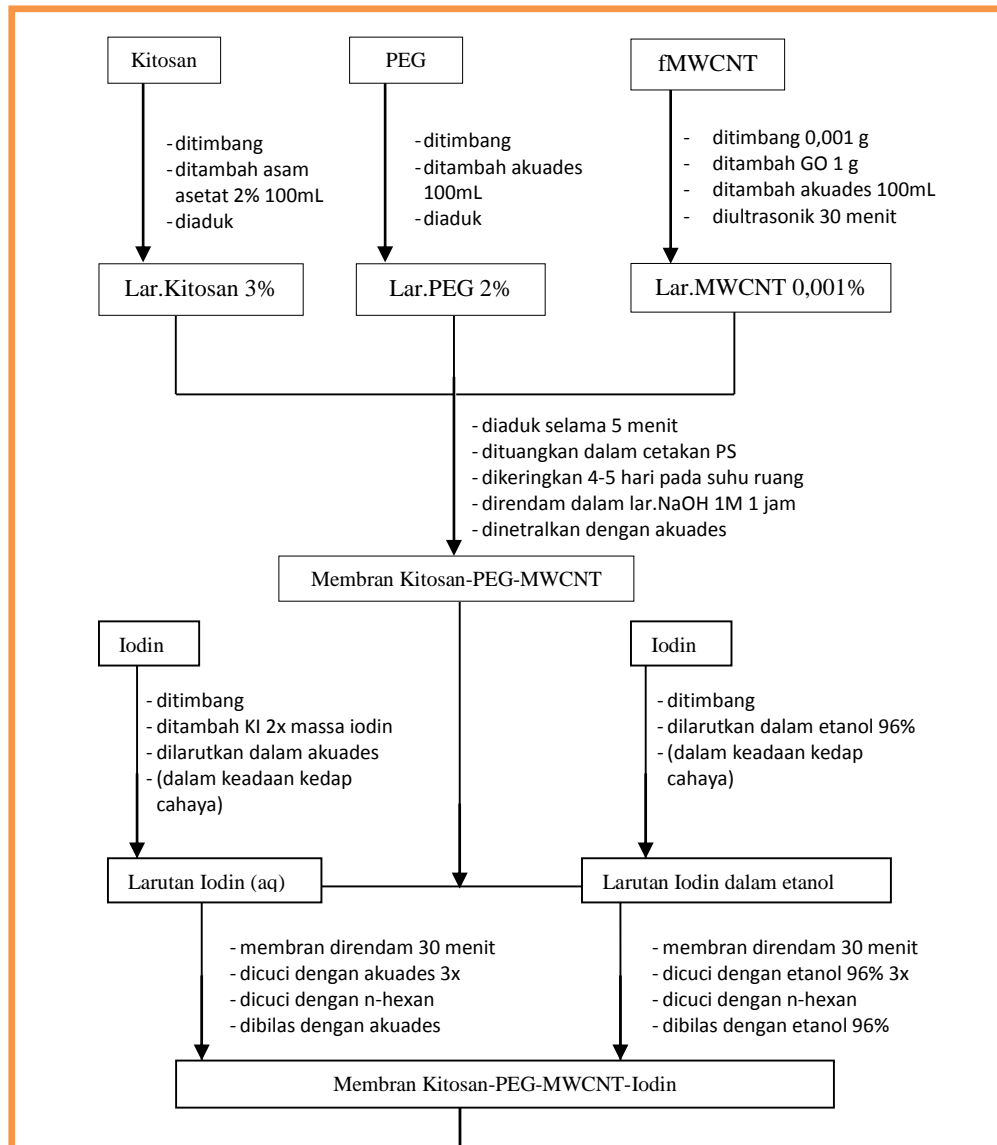 Kitosan
PEG
fMWCNT
- ditimbang
- ditambah asam
asetat 2% 100mL
- diaduk
- ditimbang
- ditambah akuades
100mL
- diaduk
- ditimbang 0,001 g
- ditambah GO 1 g
- ditambah akuades 100mL
- diultrasonik 30 menit
Lar.Kitosan 3%
Lar.PEG 2%
Lar.MWCNT 0,001%
- diaduk selama 5 menit
- dituangkan dalam cetakan PS
- dikeringkan 4-5 hari pada suhu ruang
- direndam dalam lar.NaOH 1M 1 jam
- dinetralkan dengan akuades
Membran Kitosan-PEG-MWCNT
Iodin
Iodin
- ditimbang
- ditambah KI 2x massa iodin
- dilarutkan dalam akuades
- (dalam keadaan kedap
cahaya)
- ditimbang
- dilarutkan dalam etanol 96%
- (dalam keadaan kedap
cahaya)
Larutan Iodin (aq)
Larutan Iodin dalam etanol
- membran direndam 30 menit
- dicuci dengan akuades 3x
- dicuci dengan n-hexan
- dibilas dengan akuades
- membran direndam 30 menit
- dicuci dengan etanol 96% 3x
- dicuci dengan n-hexan
- dibilas dengan etanol 96%
Membran Kitosan-PEG-MWCNT-Iodin